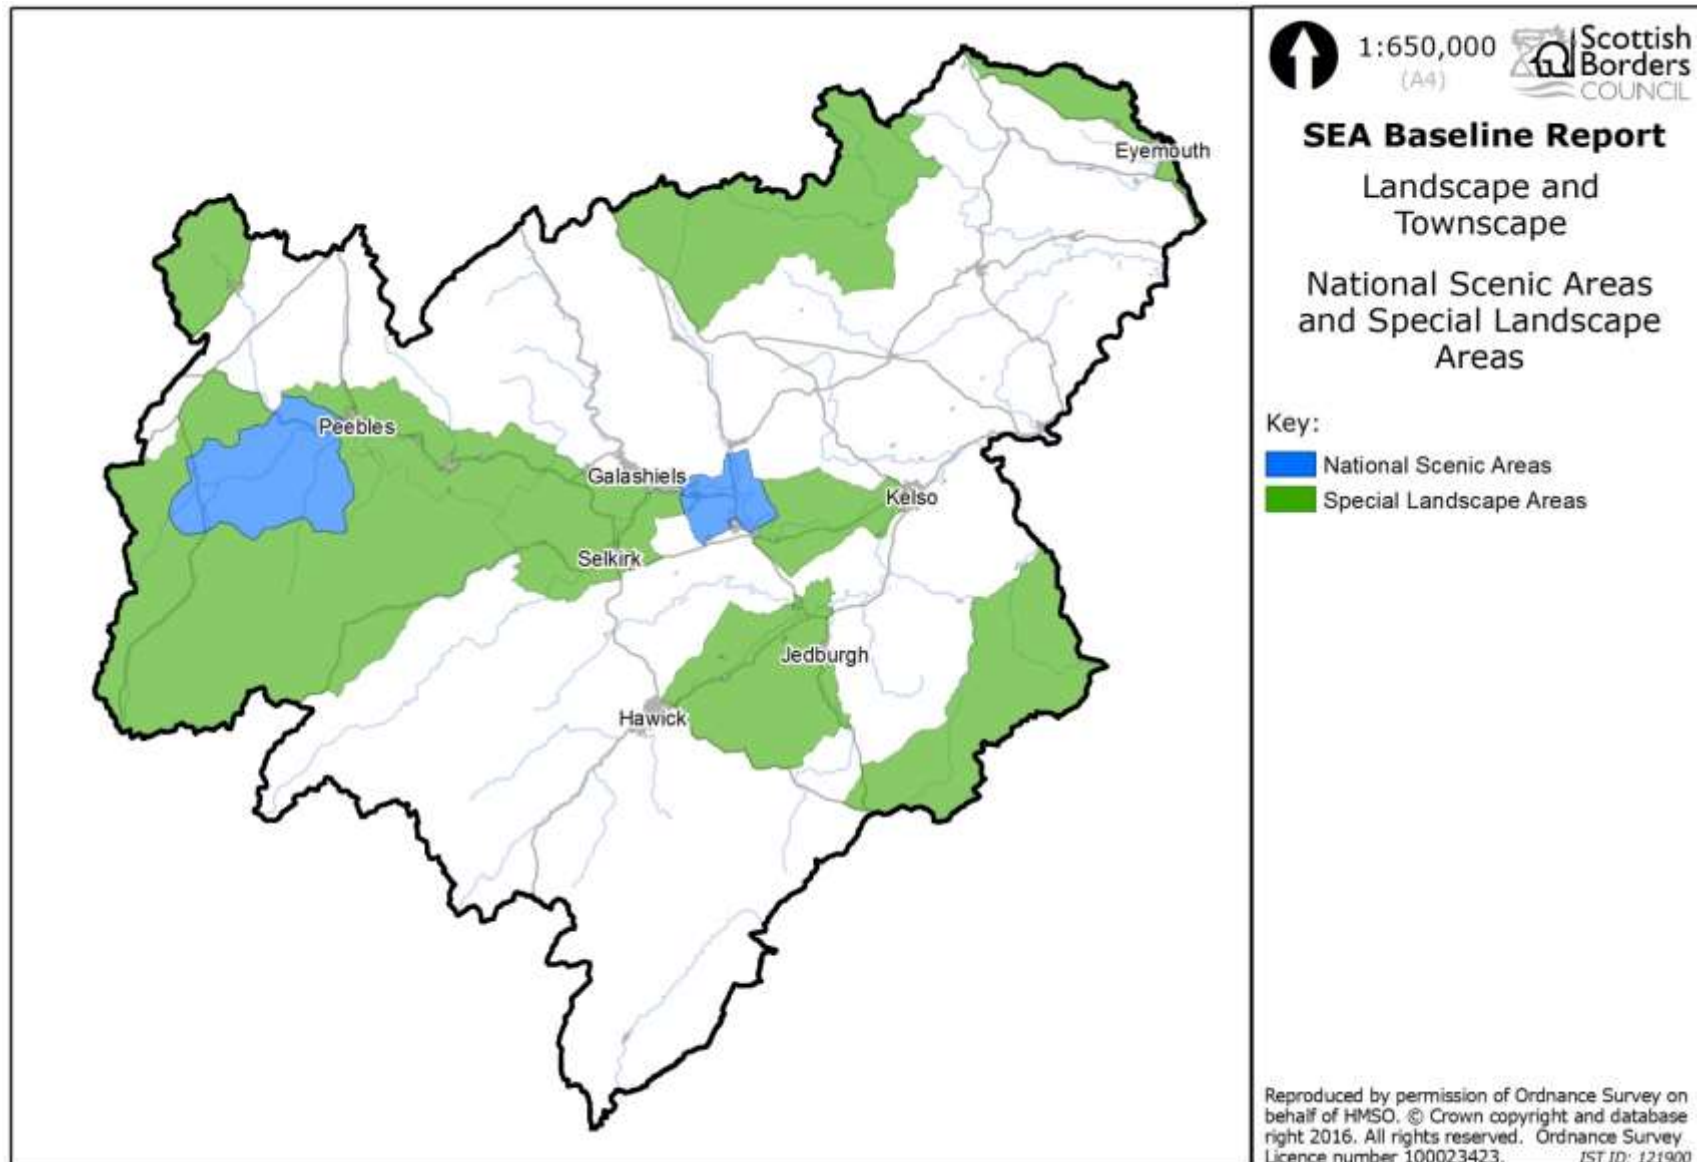 1:650,000
(A4)
Scottish
Borders
COUNCIL
SEA Baseline Report
Landscape and
Townscape
National Scenic Areas
and Special Landscape
Areas
Key:
National Scenic Areas
Special Landscape Areas
Eyemouth
Peebles
Galashiels
Kelso
Selkirk
Jedburgh
Hawick
Reproduced by permission of Ordnance Survey on
behalf of HMSO. © Crown copyright and database
right 2016. All rights reserved. Ordnance Survey
Licence number 100023423. IST ID: 121900